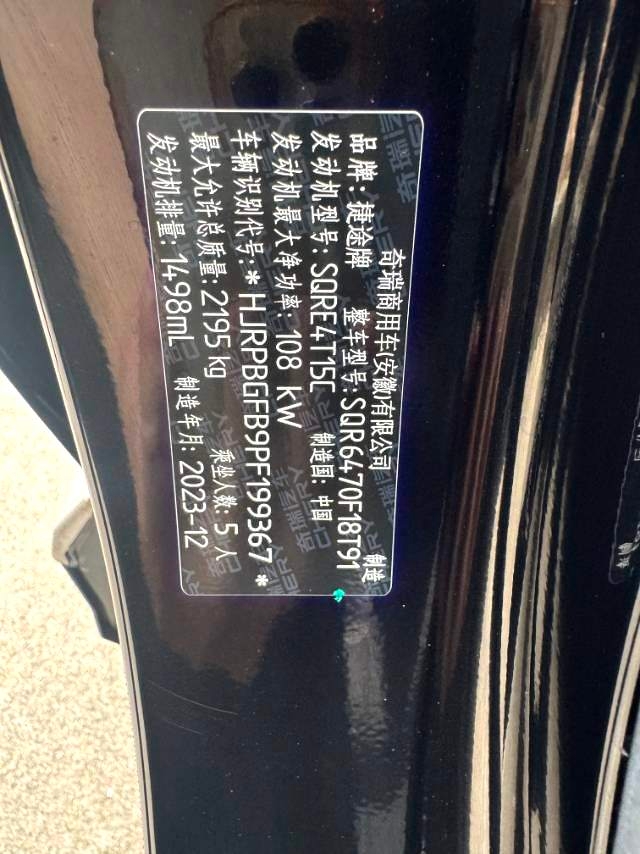 奇瑞商用车(安徽)有限公司 制造
品牌:捷途牌 整车型号:SQR6470F18T91
发动机型号:SQRE4T15C 制造国:中国
发动机最大净功率:108 kW
车辆识别代号:*HJRPBGFB9PF199367*
最大允许总质量:2195 kg 乘坐人数:5 人
发动机排量:1498mL 制造年月:2023-12